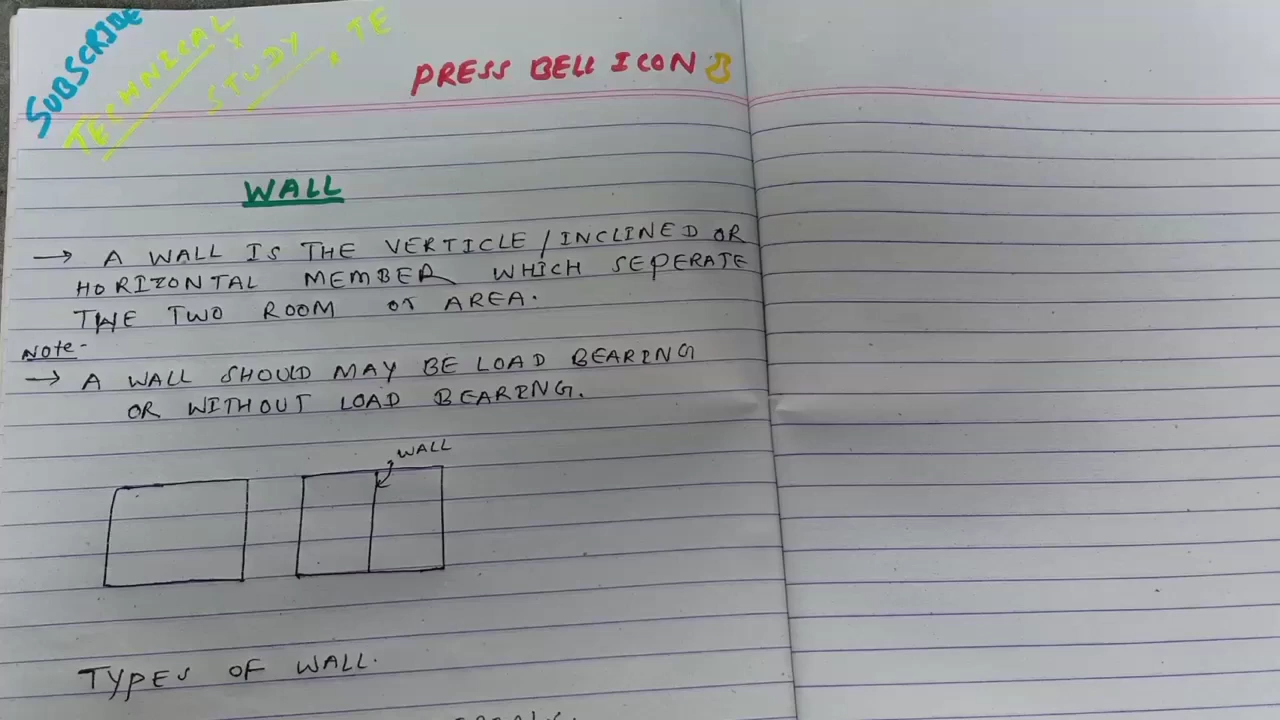 SUBSCRIBE
TECHNICAL
STUDY
TE
PRESS BELL ICON
WALL
→ A WALL IS THE VERTICLE / INCLINED OR
HORIZONTAL MEMBER WHICH SEPERATE
THE TWO ROOM or AREA.
Note-
→ A WALL SHOULD MAY BE LOAD BEARING
OR WITHOUT LOAD BEARING.
WALL
TYPES OF WALL.